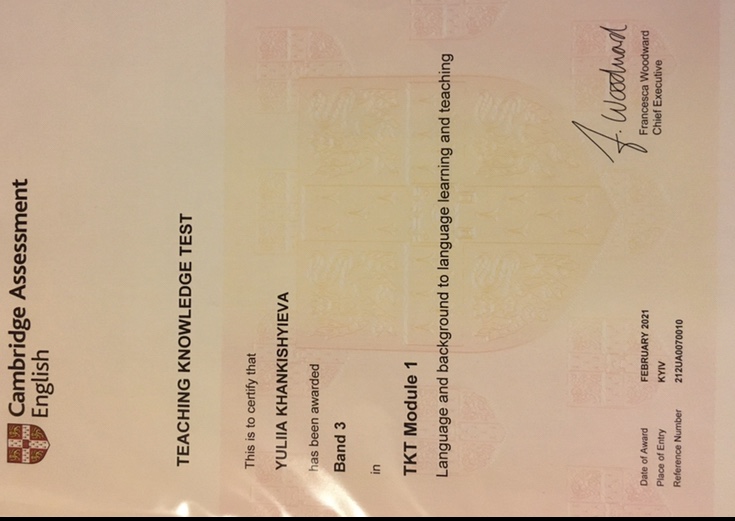 Cambridge Assessment
English
TEACHING KNOWLEDGE TEST
This is to certify that
YULIIA KHANKISHYIEVA
has been awarded
Band 3
in
TKT Module 1
Language and background to language learning and teaching
J. Woodward
Francesca Woodward
Chief Executive
Date of Award FEBRUARY 2021
Place of Entry KYIV
Reference Number 212UA0070010